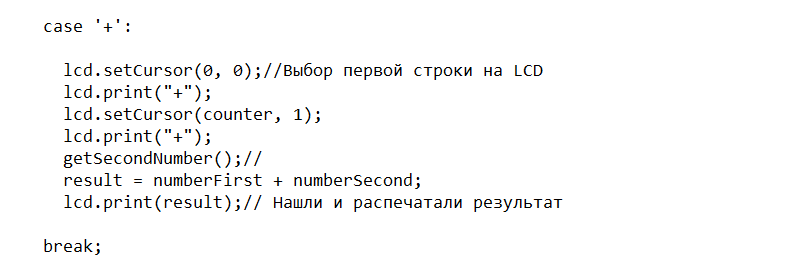 case '+':
lcd.setCursor(0, 0);//Выбор первой строки на LCD
lcd.print("+");
lcd.setCursor(counter, 1);
lcd.print("+");
getSecondNumber();//
result = numberFirst + numberSecond;
lcd.print(result);// Нашли и распечатали результат
break;